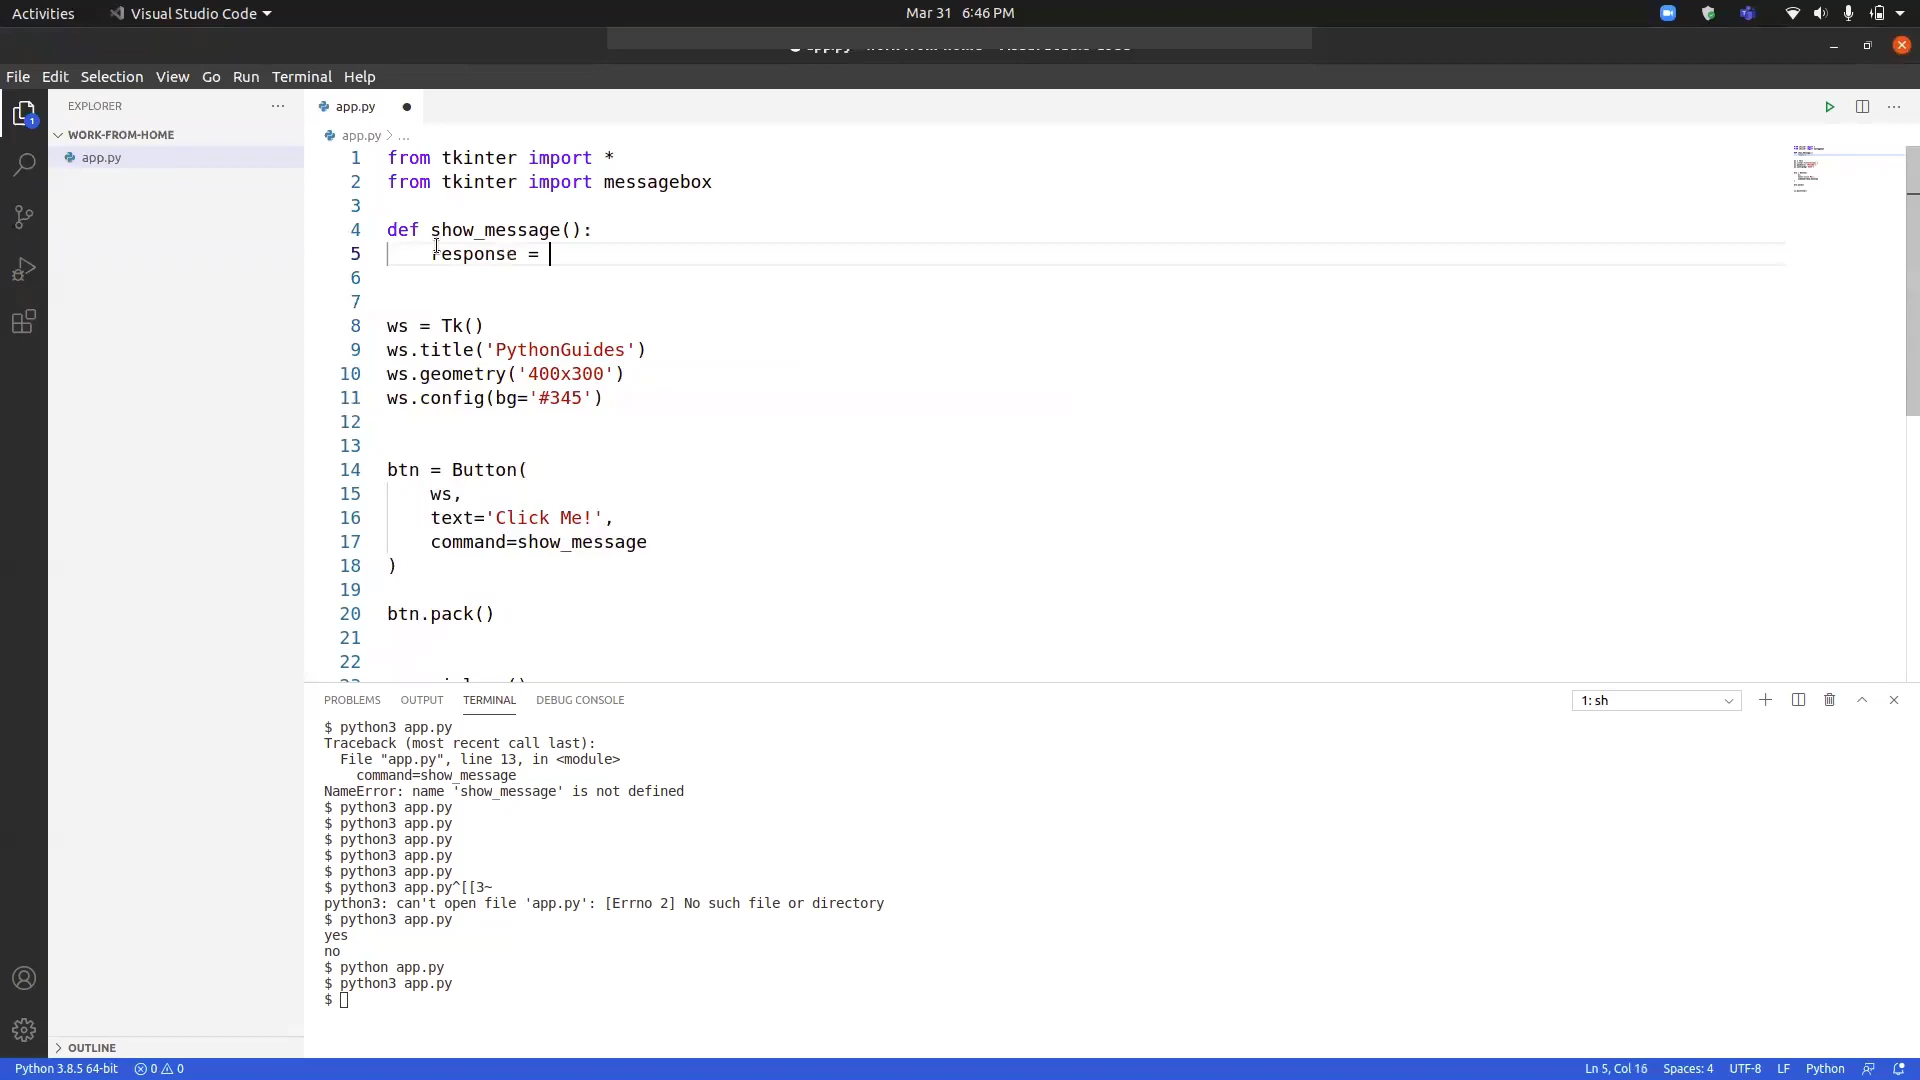 Activities Visual Studio Code Mar 31 6:46 PM
File Edit Selection View Go Run Terminal Help
EXPLORER
WORK-FROM-HOME
app.py
app.py
app.py > ...
1 from tkinter import *
2 from tkinter import messagebox
3
4 def show_message():
5 response =
6
7
8 ws = Tk()
9 ws.title('PythonGuides')
10 ws.geometry('400x300')
11 ws.config(bg='#345')
12
13
14 btn = Button(
15 ws,
16 text='Click Me!',
17 command=show_message
18 )
19
20 btn.pack()
21
22
PROBLEMS OUTPUT TERMINAL DEBUG CONSOLE 1: sh
$ python3 app.py
Traceback (most recent call last):
File "app.py", line 13, in <module>
command=show_message
NameError: name 'show_message' is not defined
$ python3 app.py
$ python3 app.py
$ python3 app.py
$ python3 app.py
$ python3 app.py
$ python3 app.py^[[3~
python3: can't open file 'app.py': [Errno 2] No such file or directory
$ python3 app.py
yes
no
$ python app.py
$ python3 app.py
$
OUTLINE
Python 3.8.5 64-bit 0 0 Ln 5, Col 16 Spaces: 4 UTF-8 LF Python